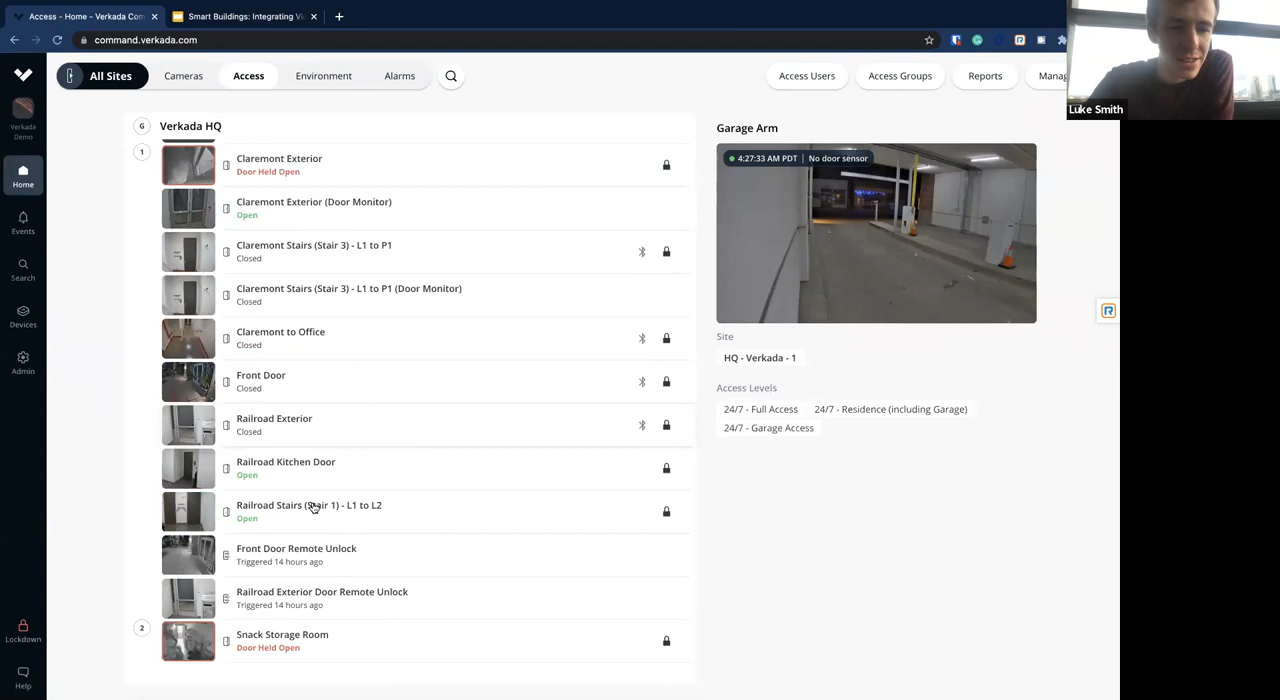 Access - Home - Verkada Com
Smart Buildings: Integrating Vi
command.verkada.com
All Sites
Cameras
Access
Environment
Alarms
Access Users
Access Groups
Reports
Manag
Luke Smith
Verkada
Demo
Home
Events
Search
Devices
Admin
Lockdown
Help
G
Verkada HQ
1
Claremont Exterior
Door Held Open
Claremont Exterior (Door Monitor)
Open
Claremont Stairs (Stair 3) - L1 to P1
Closed
Claremont Stairs (Stair 3) - L1 to P1 (Door Monitor)
Closed
Claremont to Office
Closed
Front Door
Closed
Railroad Exterior
Closed
Railroad Kitchen Door
Open
Railroad Stairs (Stair 1) - L1 to L2
Open
Front Door Remote Unlock
Triggered 14 hours ago
Railroad Exterior Door Remote Unlock
Triggered 14 hours ago
2
Snack Storage Room
Door Held Open
Garage Arm
4:27:33 AM PDT | No door sensor
Site
HQ - Verkada - 1
Access Levels
24/7 - Full Access
24/7 - Residence (including Garage)
24/7 - Garage Access